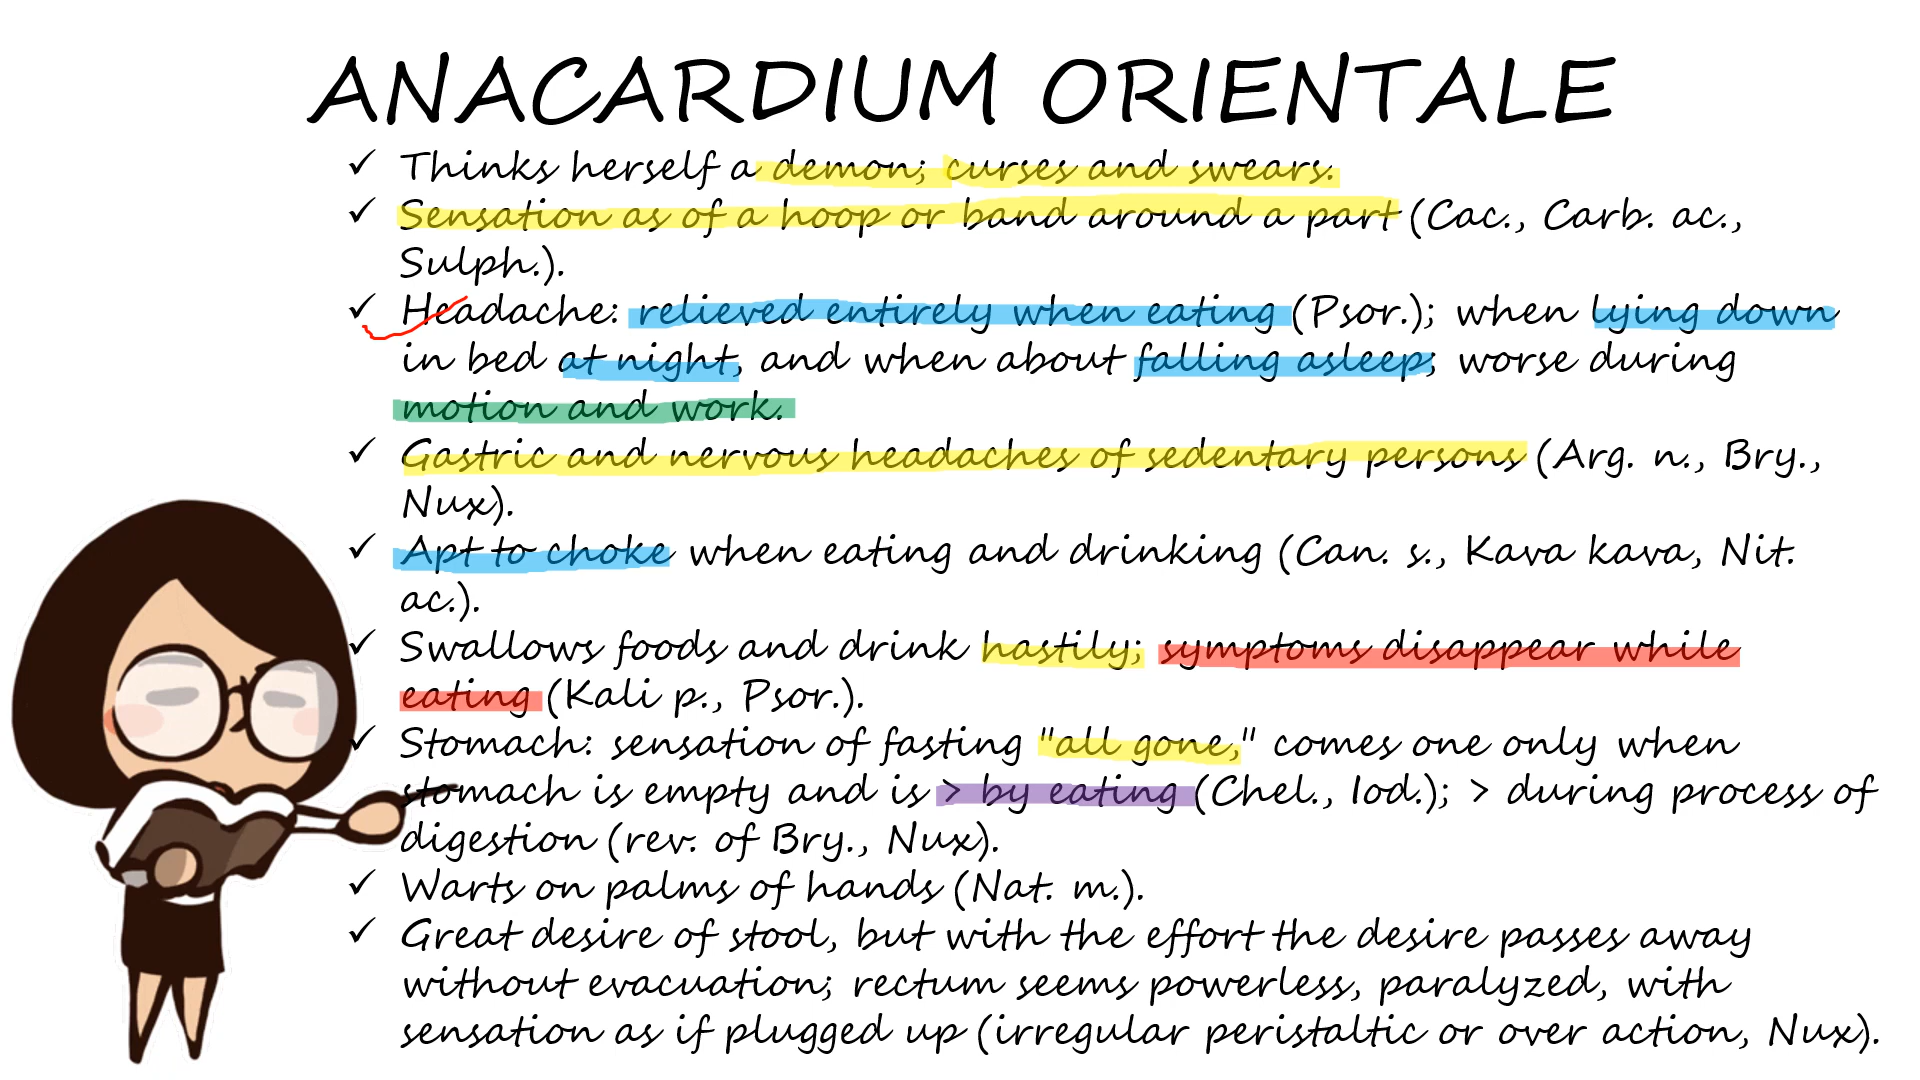 ANACARDIUM ORIENTALE
✓ Thinks herself a demon; curses and swears.
✓ Sensation as of a hoop or band around a part (Cac., Carb. ac.,
Sulph.).
✓ Headache: relieved entirely when eating (Psor.); when lying down
in bed at night, and when about falling asleep; worse during
motion and work.
✓ Gastric and nervous headaches of sedentary persons (Arg. n., Bry.,
Nux).
✓ Apt to choke when eating and drinking (Can. s., Kava kava, Nit.
ac.).
✓ Swallows foods and drink hastily; symptoms disappear while
eating (Kali p., Psor.).
✓ Stomach: sensation of fasting "all gone," comes one only when
stomach is empty and is > by eating (Chel., Iod.); > during process of
digestion (rev. of Bry., Nux).
✓ Warts on palms of hands (Nat. m.).
✓ Great desire of stool, but with the effort the desire passes away
without evacuation; rectum seems powerless, paralyzed, with
sensation as if plugged up (irregular peristaltic or over action, Nux).